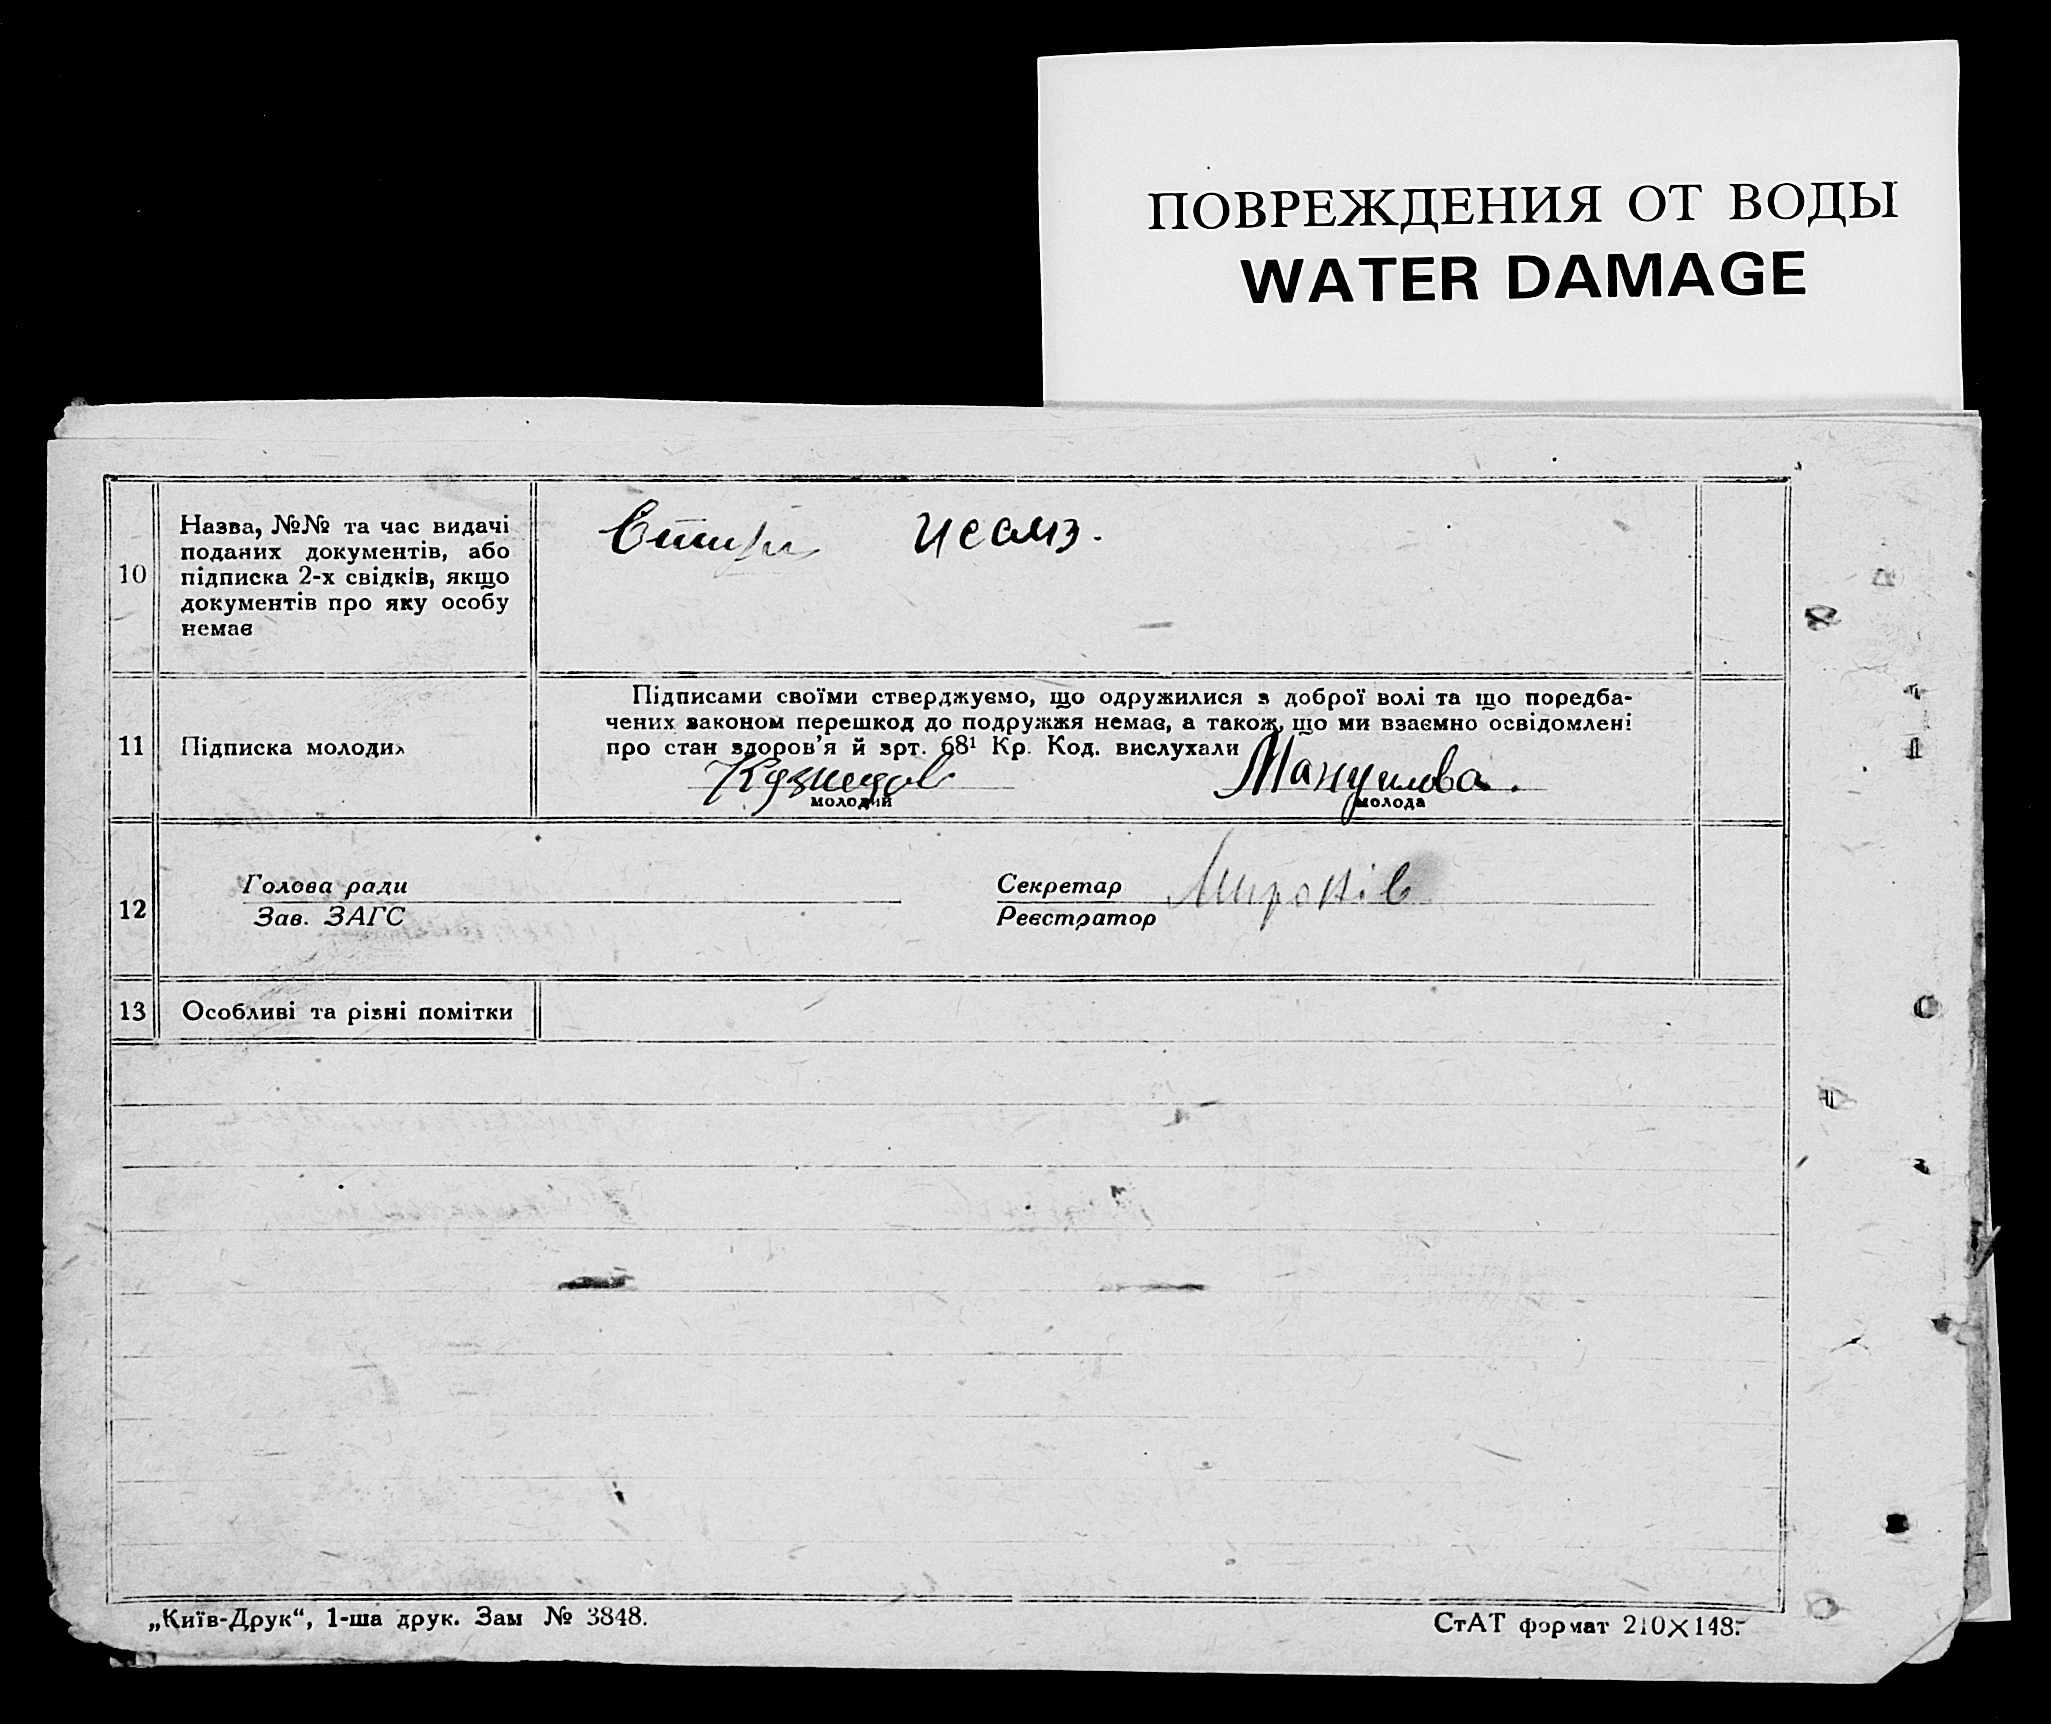 ПОВРЕЖДЕНИЯ ОТ ВОДЫ
WATER DAMAGE
10
Назва, №№ та час видачі
поданих документів, або
підписка 2-х свідків, якщо
документів про яку особу
немає
11
Підписка молодих
Підписами своїми стверджуємо, що одружилися з доброї волі та що передба-
чених законом перешкод до подружжя немає, а також, що ми взаємно освідомлені
про стан здоров'я й арт. 68¹ Кр. Код. вислухали
Кузнецов
Мануилова.
молодий
молода
12
Голова ради
Зав. ЗАГС
Секретар
Реєстратор
Миронів
13
Особливі та різні помітки
„Київ-Друк“, 1-ша друк. Зам № 3848.
СтАТ формат 210×148.